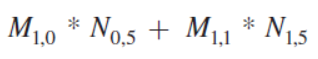 M₁,₀ * N₀,₅ + M₁,₁ * N₁,₅